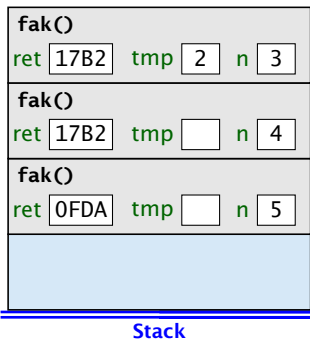 fak()
ret 17B2 tmp 2 n 3
fak()
ret 17B2 tmp n 4
fak()
ret 0FDA tmp n 5
Stack